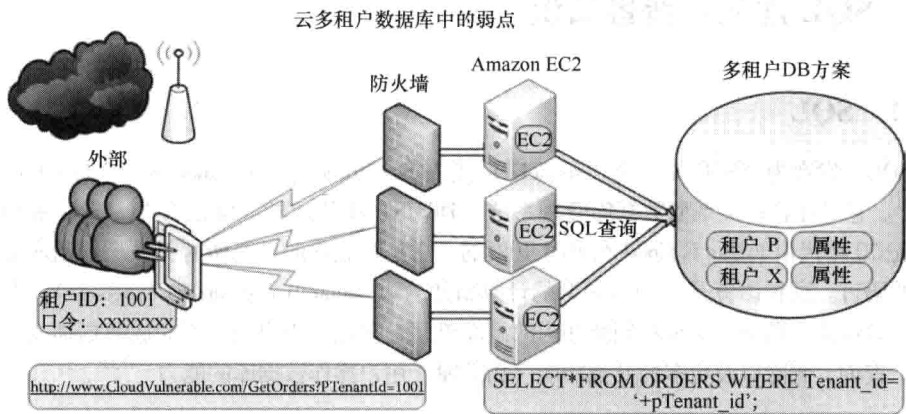 云多租户数据库中的弱点
Amazon EC2
防火墙
多租户DB方案
外部
EC2
EC2
SQL查询
EC2
租户 P
属性
租户 X
属性
租户ID：1001
口令：xxxxxxxx
http://www.CloudVulnerable.com/GetOrders?PTenantId=1001
SELECT*FROM ORDERS WHERE Tenant_id=
‘+pTenant_id’;